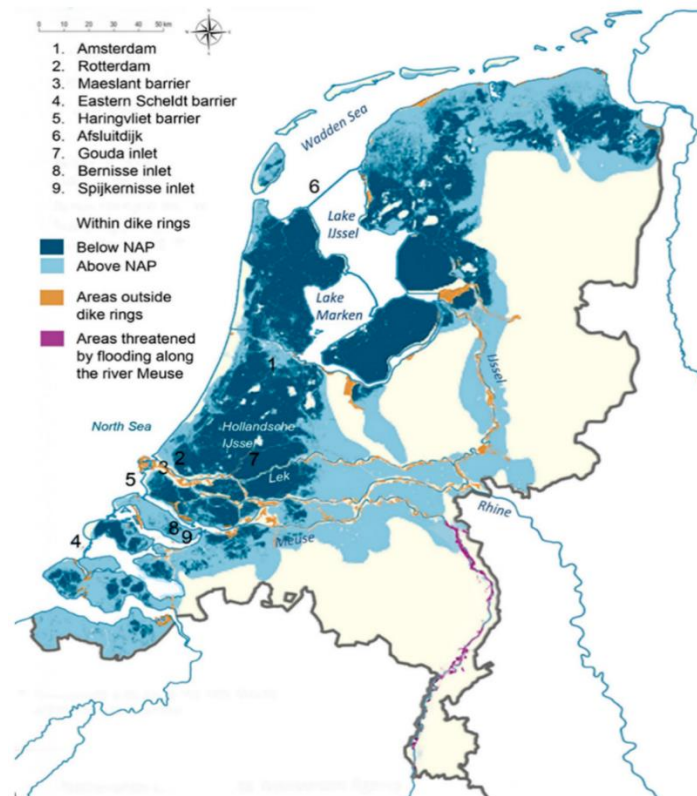 0 10 20 30 40 50 km
1. Amsterdam
2. Rotterdam
3. Maeslant barrier
4. Eastern Scheldt barrier
5. Haringvliet barrier
6. Afsluitdijk
7. Gouda inlet
8. Bernisse inlet
9. Spijkernisse inlet
Within dike rings
Below NAP
Above NAP
Areas outside
dike rings
Areas threatened
by flooding along
the river Meuse
Wadden Sea
6
Lake
IJssel
Lake
Marken
1
IJssel
North Sea
Hollandsche
IJssel
2
7
3
Lek
5
Rhine
8
9
4
Meuse